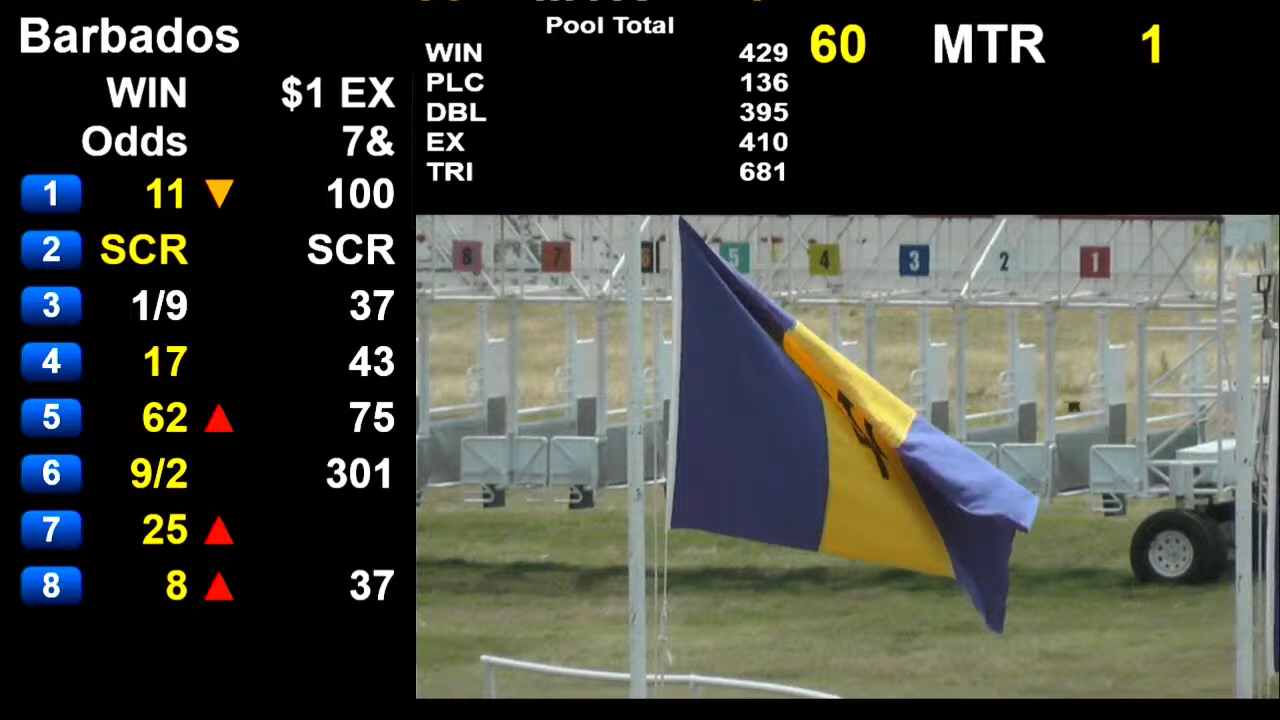 Barbados
WIN $1 EX
Odds 7&
1 11 ▼ 100
2 SCR SCR
3 1/9 37
4 17 43
5 62 ▲ 75
6 9/2 301
7 25 ▲
8 8 ▲ 37
Pool Total
WIN 429
PLC 136
DBL 395
EX 410
TRI 681
60 MTR 1
8 7 6 5 4 3 2 1